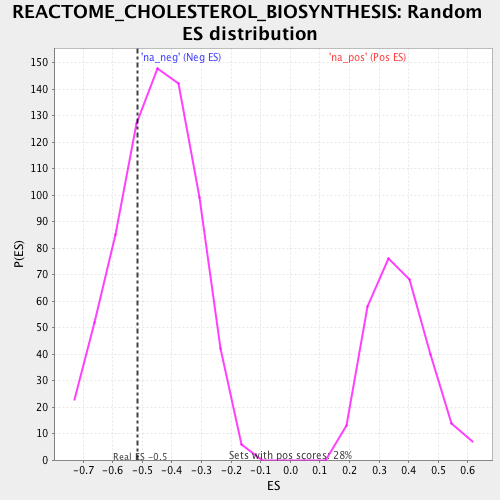 REACTOME_CHOLESTEROL_BIOSYNTHESIS: Random
ES distribution
'na_neg' (Neg ES)
'na_pos' (Pos ES)
P(ES)
150
140
130
120
110
100
90
80
70
60
50
40
30
20
10
0
Real ES -0.5
Sets with pos scores: 28%
-0.7 -0.6 -0.5 -0.4 -0.3 -0.2 -0.1 0.0 0.1 0.2 0.3 0.4 0.5 0.6
ES